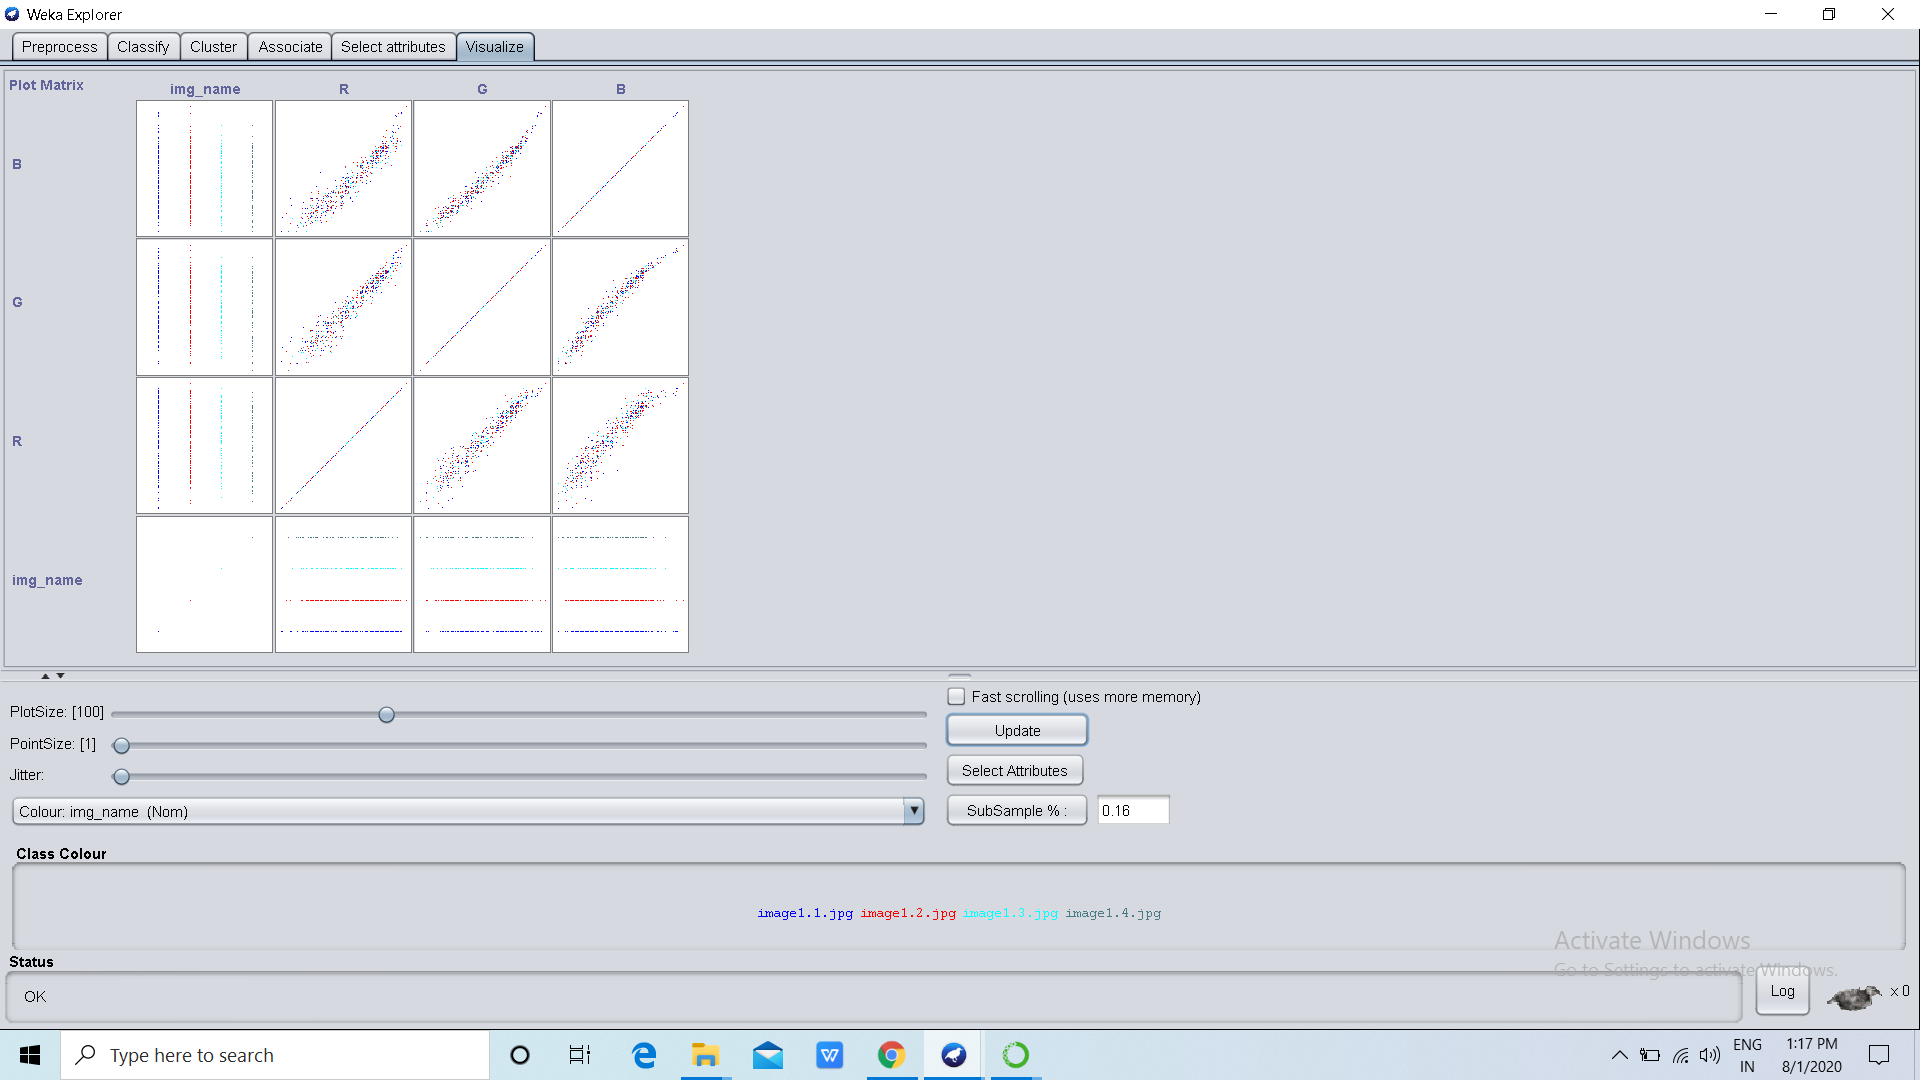 Weka Explorer
Preprocess Classify Cluster Associate Select attributes Visualize
Plot Matrix
img_name R G B
B
G
R
img_name
PlotSize: [100]
PointSize: [1]
Jitter:
Colour: img_name (Nom)
Fast scrolling (uses more memory)
Update
Select Attributes
SubSample % : 0.16
Class Colour
image1.1.jpg image1.2.jpg image1.3.jpg image1.4.jpg
Activate Windows
Go to Settings to activate Windows.
Status
OK
Log
x 0
Type here to search
W
ENG
IN
1:17 PM
8/1/2020